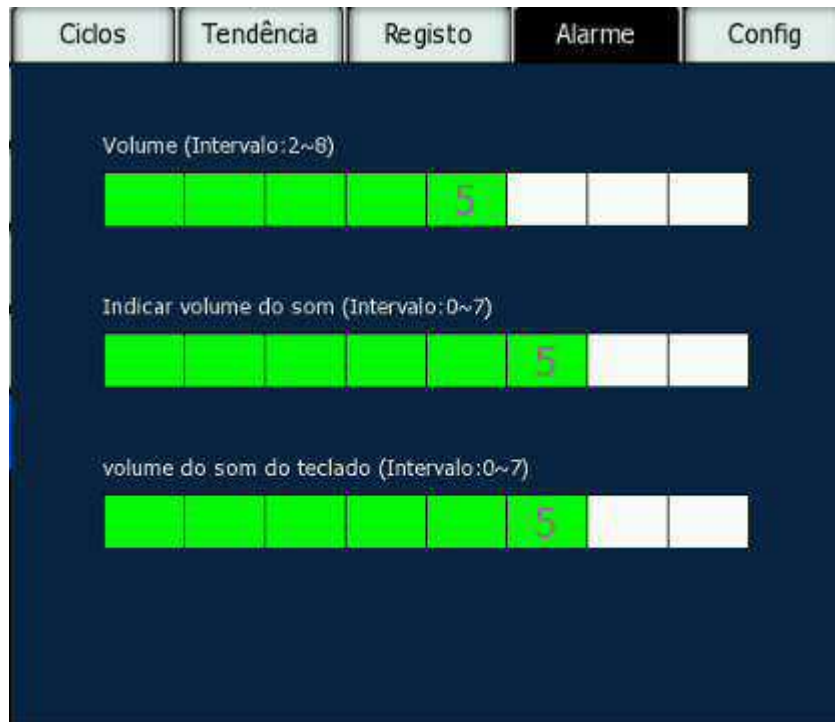 Ciclos Tendência Registo Alarme Config
Volume (Intervalo:2~8)
5
Indicar volume do som (Intervalo:0~7)
5
volume do som do teclado (Intervalo:0~7)
5